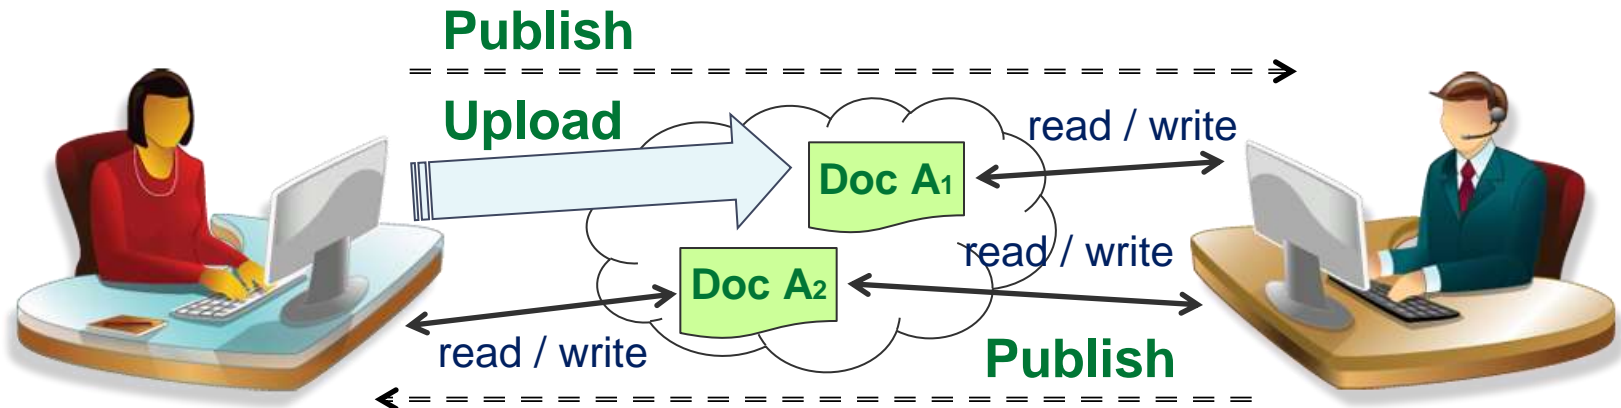 Publish
Upload
read / write
Doc A1
read / write
Doc A2
read / write
Publish